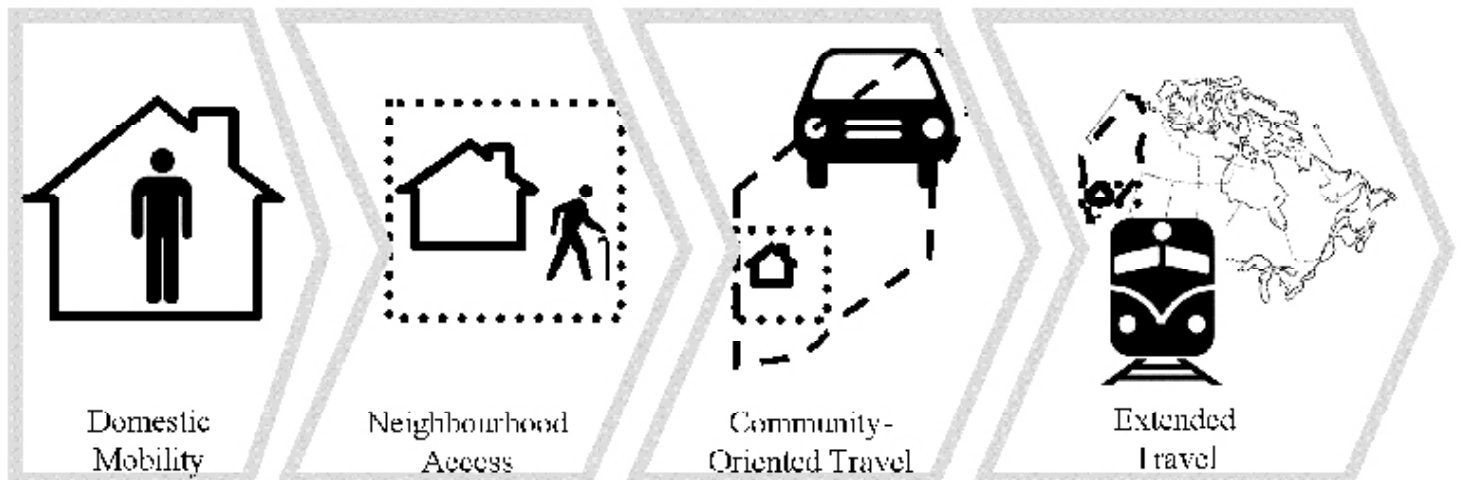 Domestic
Mobility
Neighbourhood
Access
Community-
Oriented Travel
Extended
Travel